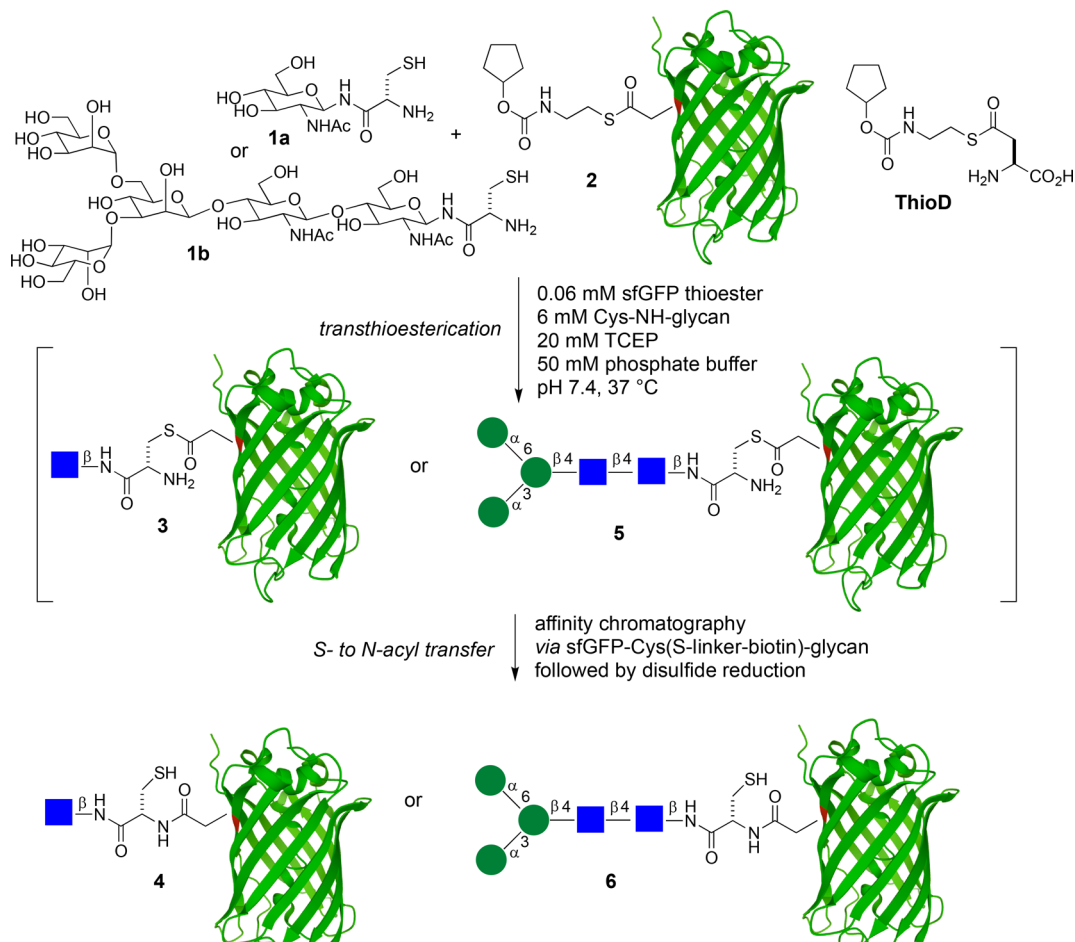 OH
HO
HO
O
NHAc
H
N
O
SH
NH2
1a
or
+
O
O
H
N
S
O
2
O
O
H
N
S
O
H2N
CO2H
ThioD
HO
HO
HO
OH
O
O
OH
O
O
HO
O
HO
HO
HO
OH
O
O
OH
O
HO
NHAc
O
OH
O
HO
NHAc
H
N
O
SH
NH2
1b
transthioesterication
0.06 mM sfGFP thioester
6 mM Cys-NH-glycan
20 mM TCEP
50 mM phosphate buffer
pH 7.4, 37 °C
β
NH
O
S
O
NH2
3
or
α
6
α
3
β 4
β 4
β
NH
O
S
O
NH2
5
S- to N-acyl transfer
affinity chromatography
via sfGFP-Cys(S-linker-biotin)-glycan
followed by disulfide reduction
β
NH
O
SH
N
H
O
4
or
α
6
α
3
β 4
β 4
β
NH
O
SH
N
H
O
6